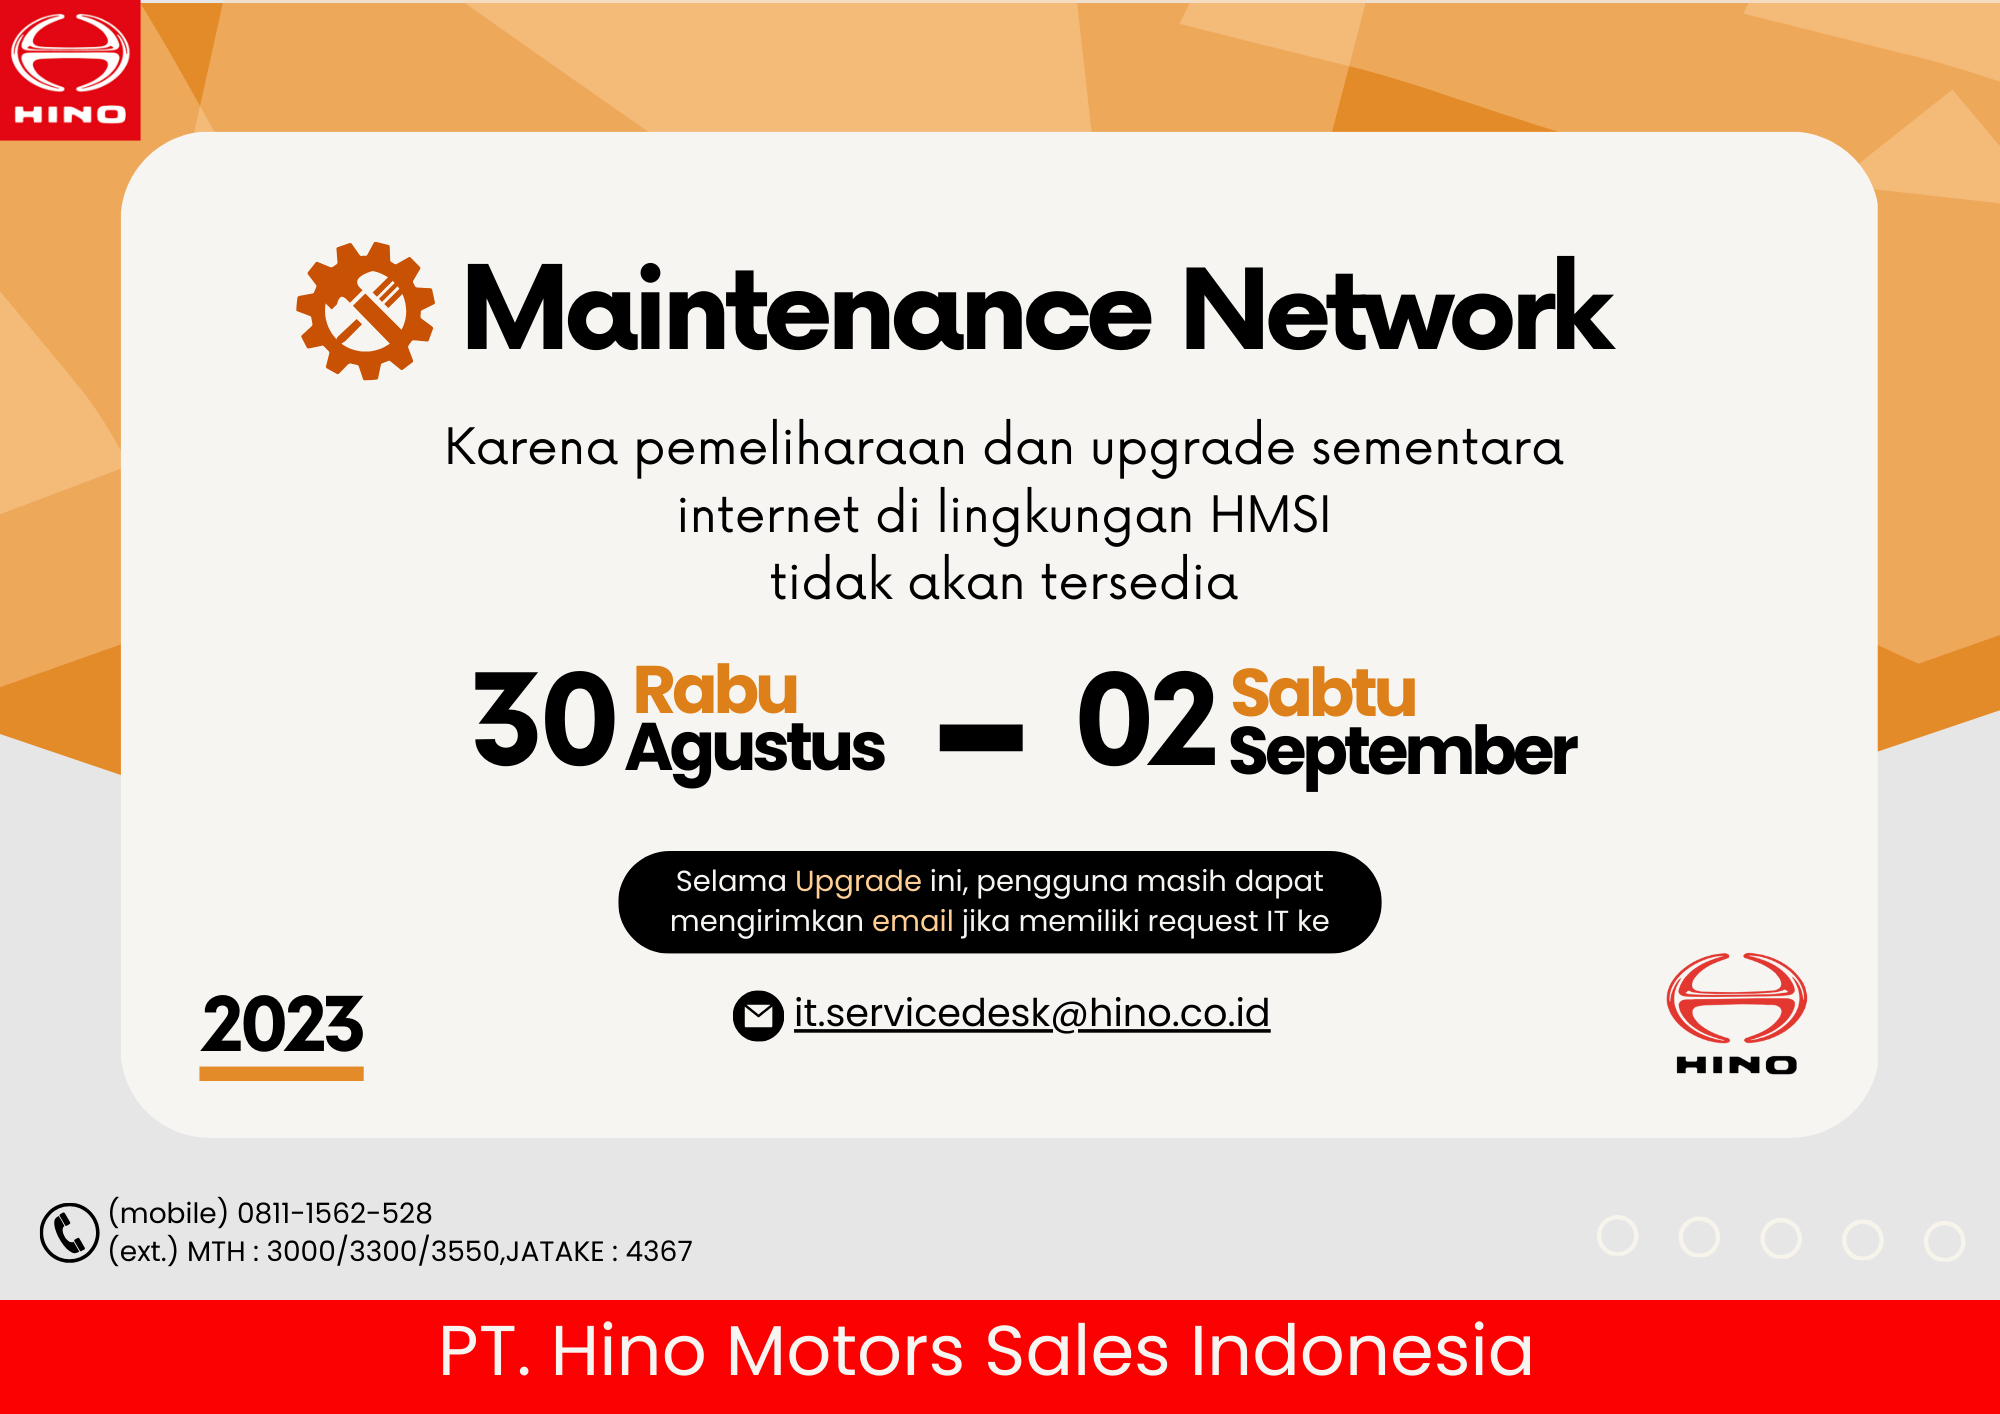 HINO
Maintenance Network
Karena pemeliharaan dan upgrade sementara
internet di lingkungan HMSI
tidak akan tersedia
30 Rabu Agustus - 02 Sabtu September
Selama Upgrade ini, pengguna masih dapat
mengirimkan email jika memiliki request IT ke
it.servicedesk@hino.co.id
2023
HINO
(mobile) 0811-1562-528
(ext.) MTH : 3000/3300/3550,JATAKE : 4367
PT. Hino Motors Sales Indonesia